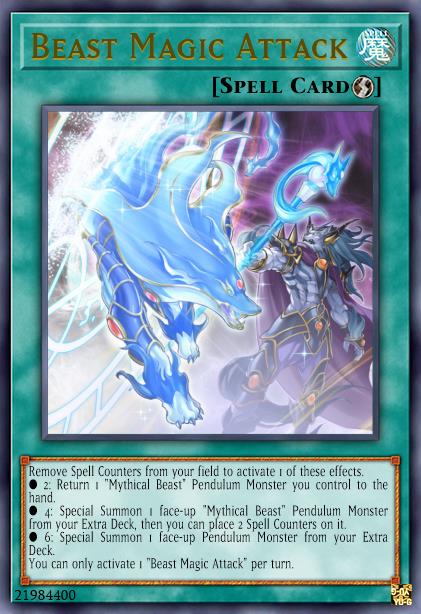 Beast Magic Attack
SPELL
魔
[Spell Card]
Remove Spell Counters from your field to activate 1 of these effects.
● 2: Return 1 "Mythical Beast" Pendulum Monster you control to the
hand.
● 4: Special Summon 1 face-up "Mythical Beast" Pendulum Monster
from your Extra Deck, then you can place 2 Spell Counters on it.
● 6: Special Summon 1 face-up Pendulum Monster from your Extra
Deck.
You can only activate 1 "Beast Magic Attack" per turn.
21984400